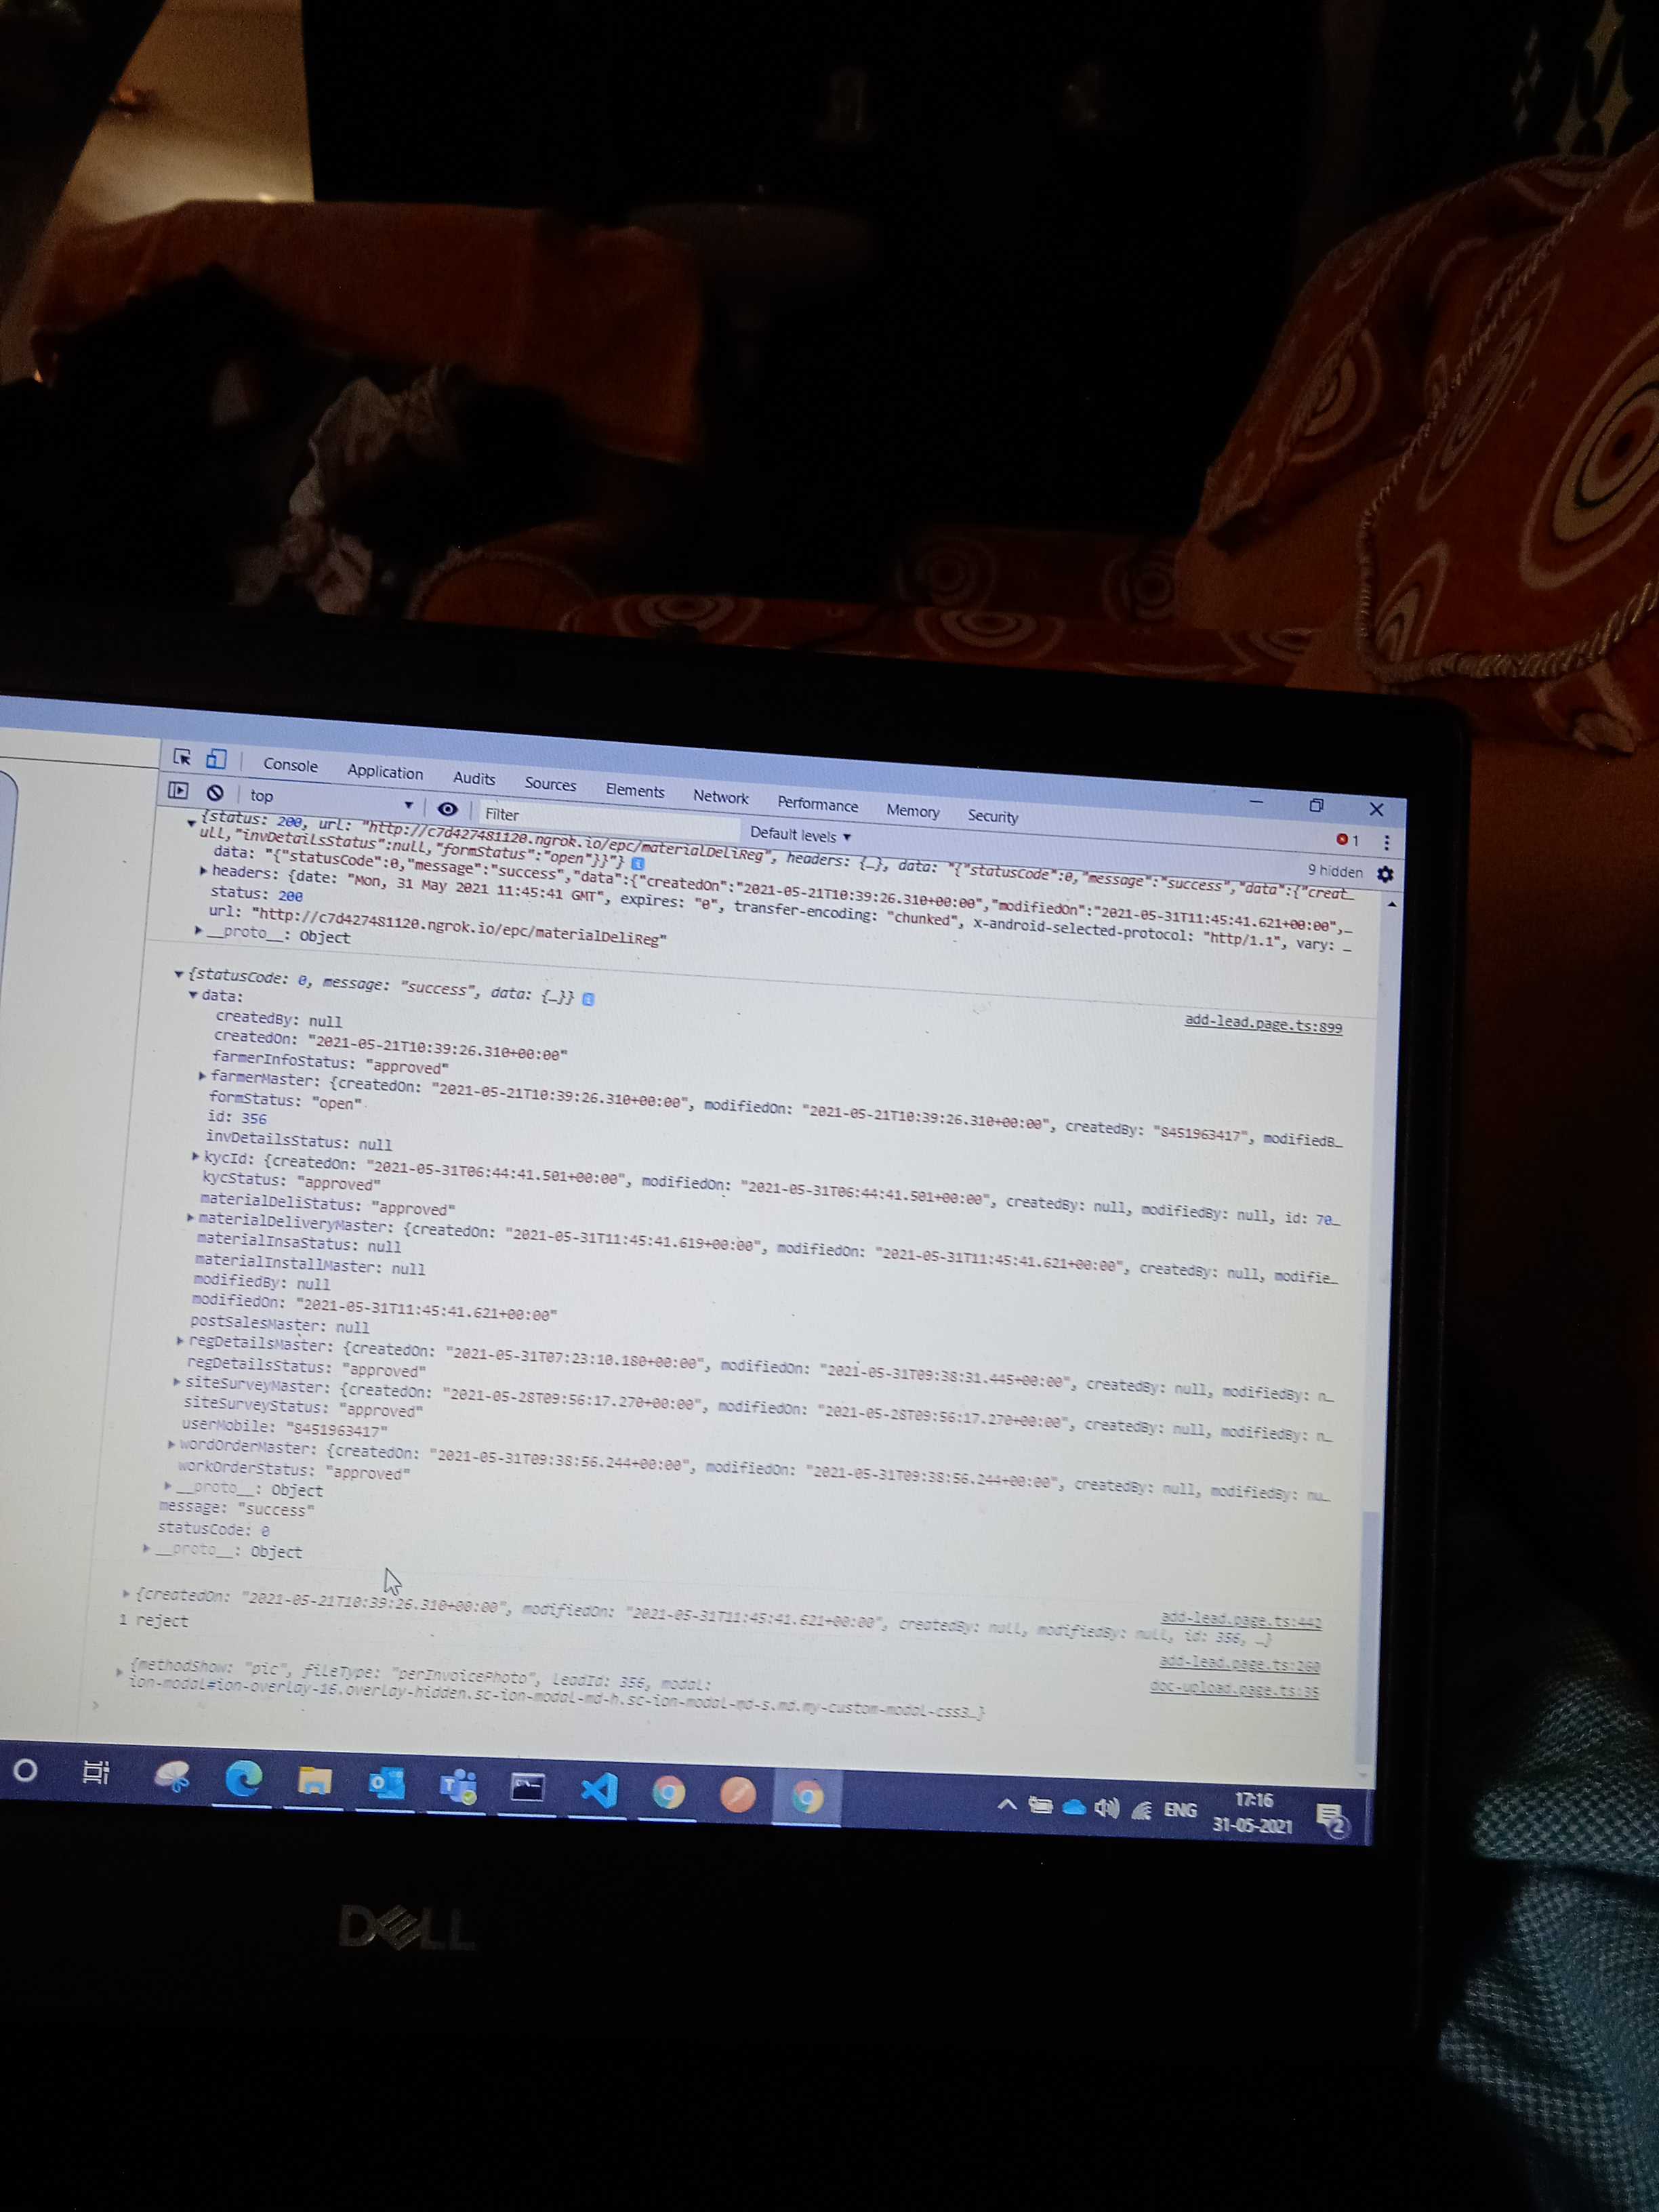 Console Application Audits Sources Elements Network Performance Memory Security
top Filter Default levels 1
9 hidden
{status: 200, url: "http://c7d427481120.ngrok.io/epc/materialDeliReg", headers: {…}, data: "{"statusCode":0,"message":"success","data":{"creat…
ull,"invDetailsStatus":null,"formStatus":"open"}}"}
data: "{"statusCode":0,"message":"success","data":{"createdOn":"2021-05-21T10:39:26.310+00:00","modifiedOn":"2021-05-31T11:45:41.621+00:00",…
headers: {date: "Mon, 31 May 2021 11:45:41 GMT", expires: "0", transfer-encoding: "chunked", x-android-selected-protocol: "http/1.1", vary: …
status: 200
url: "http://c7d427481120.ngrok.io/epc/materialDeliReg"
__proto__: Object
add-lead.page.ts:899
{statusCode: 0, message: "success", data: {…}}
data:
createdBy: null
createdOn: "2021-05-21T10:39:26.310+00:00"
farmerInfoStatus: "approved"
farmerMaster: {createdOn: "2021-05-21T10:39:26.310+00:00", modifiedOn: "2021-05-21T10:39:26.310+00:00", createdBy: "8451963417", modifiedB…
formStatus: "open"
id: 356
invDetailsStatus: null
kycId: {createdOn: "2021-05-31T06:44:41.501+00:00", modifiedOn: "2021-05-31T06:44:41.501+00:00", createdBy: null, modifiedBy: null, id: 70…
kycStatus: "approved"
materialDeliStatus: "approved"
materialDeliveryMaster: {createdOn: "2021-05-31T11:45:41.619+00:00", modifiedOn: "2021-05-31T11:45:41.621+00:00", createdBy: null, modifie…
materialInsaStatus: null
materialInstallMaster: null
modifiedBy: null
modifiedOn: "2021-05-31T11:45:41.621+00:00"
postSalesMaster: null
regDetailsMaster: {createdOn: "2021-05-31T07:23:10.180+00:00", modifiedOn: "2021-05-31T09:38:31.445+00:00", createdBy: null, modifiedBy: n…
regDetailsStatus: "approved"
siteSurveyMaster: {createdOn: "2021-05-28T09:56:17.270+00:00", modifiedOn: "2021-05-28T09:56:17.270+00:00", createdBy: null, modifiedBy: n…
siteSurveyStatus: "approved"
userMobile: "8451963417"
wordOrderMaster: {createdOn: "2021-05-31T09:38:56.244+00:00", modifiedOn: "2021-05-31T09:38:56.244+00:00", createdBy: null, modifiedBy: nu…
workOrderStatus: "approved"
__proto__: Object
message: "success"
statusCode: 0
__proto__: Object
add-lead.page.ts:442
{createdOn: "2021-05-21T10:39:26.310+00:00", modifiedOn: "2021-05-31T11:45:41.621+00:00", createdBy: null, modifiedBy: null, id: 356, …}
1 reject
add-lead.page.ts:260
{methodShow: "pic", fileType: "perInvoicePhoto", leadId: 356, modal:
doc-upload.page.ts:35
ion-modal#ion-overlay-16.overlay-hidden.sc-ion-modal-md-h.sc-ion-modal-md-s.md.my-custom-modal-css3…}
ENG
17:16
31-05-2021
2
DELL